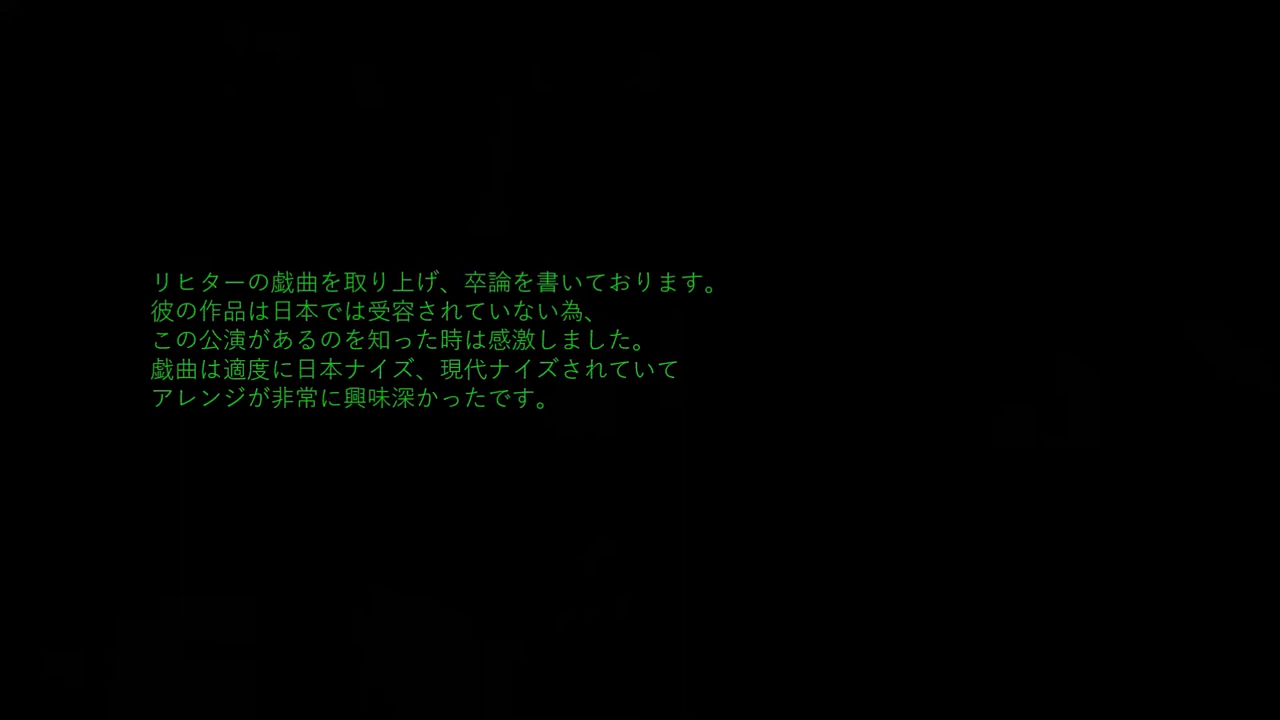 リヒターの戯曲を取り上げ、卒論を書いております。
彼の作品は日本では受容されていない為、
この公演があるのを知った時は感激しました。
戯曲は適度に日本ナイズ、現代ナイズされていて
アレンジが非常に興味深かったです。